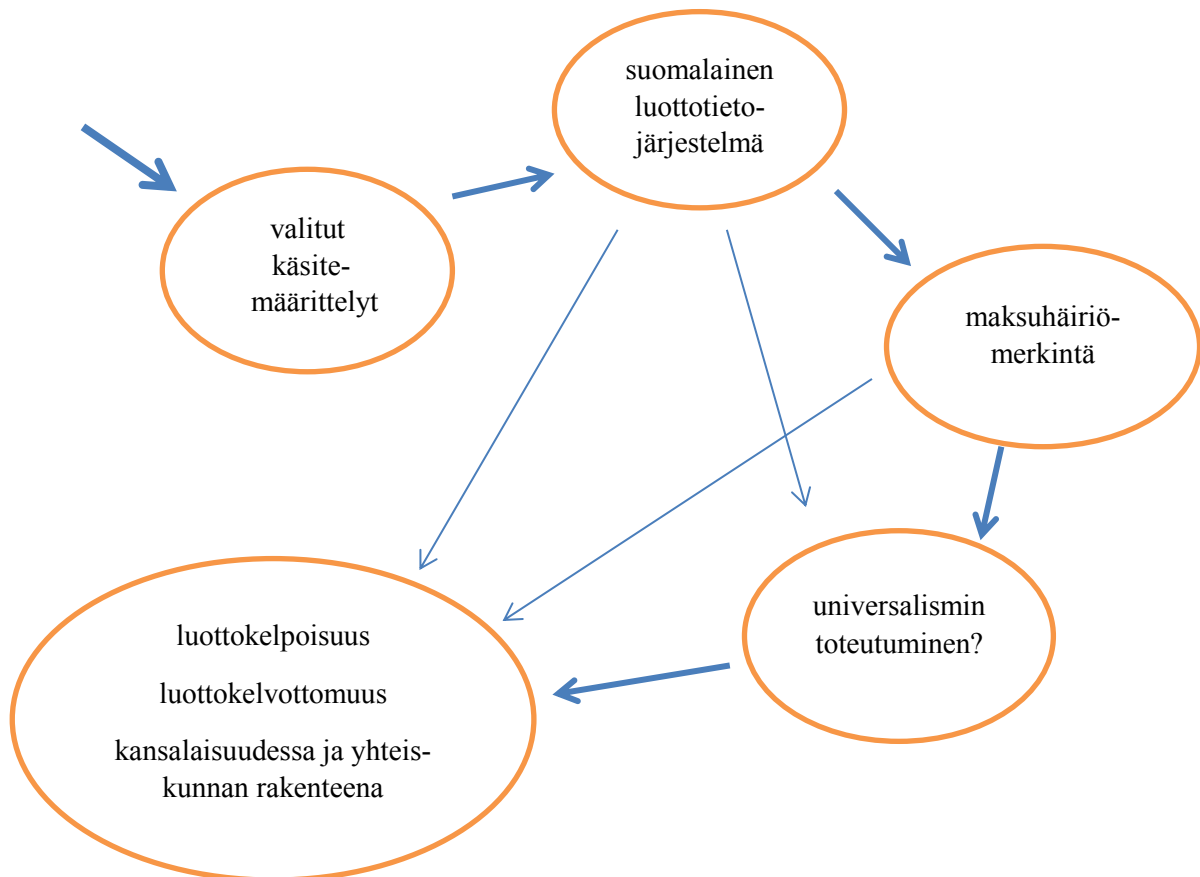 suomalainen
luottotieto-
järjestelmä
valitut
käsite-
määrittelyt
maksuhäiriö-
merkintä
universalismin
toteutuminen?
luottokelpoisuus
luottokelvottomuus
kansalaisuudessa ja yhteis-
kunnan rakenteena